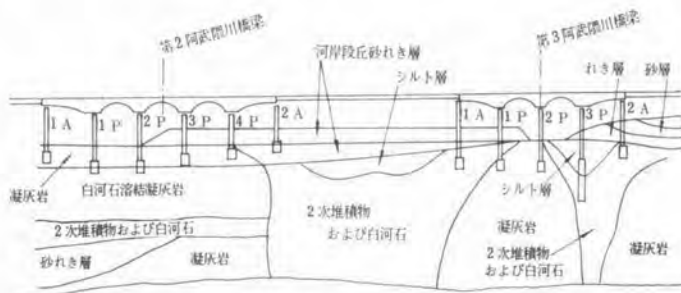 第2阿武隈川橋梁
河岸段丘砂れき層
シルト層
第3阿武隈川橋梁
れき層
砂層
1A
1P
2P
3P
4P
2A
1A
1P
2P
3P
2A
凝灰岩
白河石溶結凝灰岩
2次堆積物および白河石
砂れき層
凝灰岩
2次堆積物
および白河石
凝灰岩
シルト層
2次堆積物
および白河石
凝灰岩